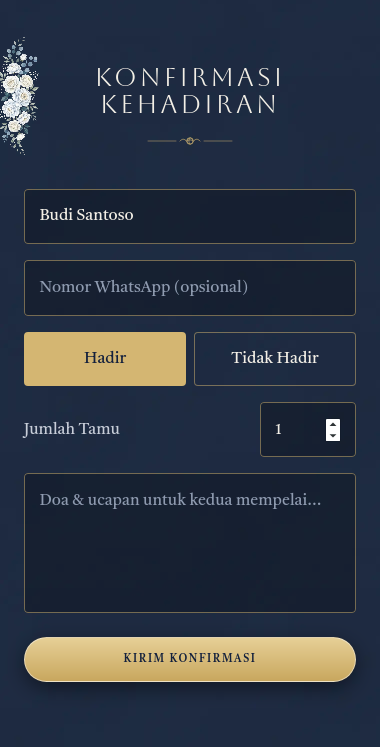 KONFIRMASI
KEHADIRAN
Budi Santoso
Nomor WhatsApp (opsional)
Hadir
Tidak Hadir
Jumlah Tamu
1
Doa & ucapan untuk kedua mempelai...
KIRIM KONFIRMASI